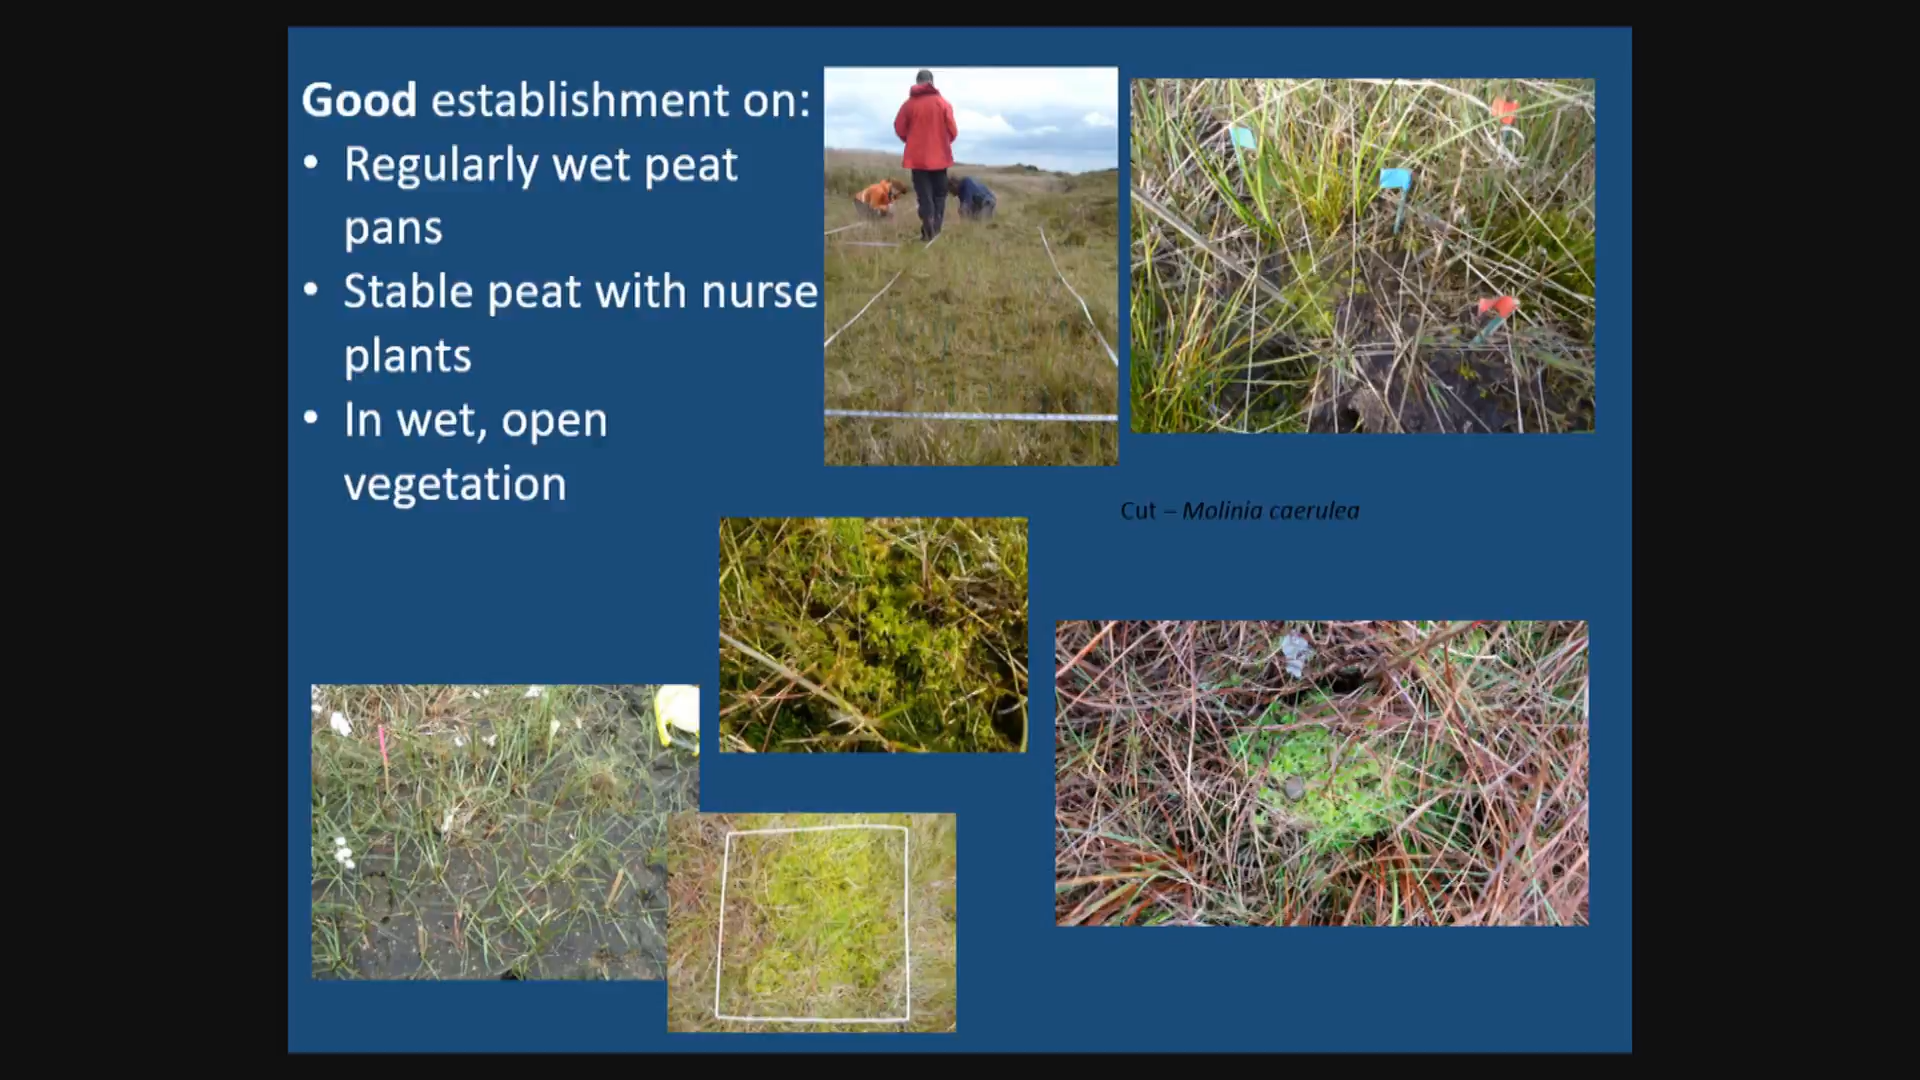 Good establishment on:
• Regularly wet peat
pans
• Stable peat with nurse
plants
• In wet, open
vegetation
Cut – Molinia caerulea